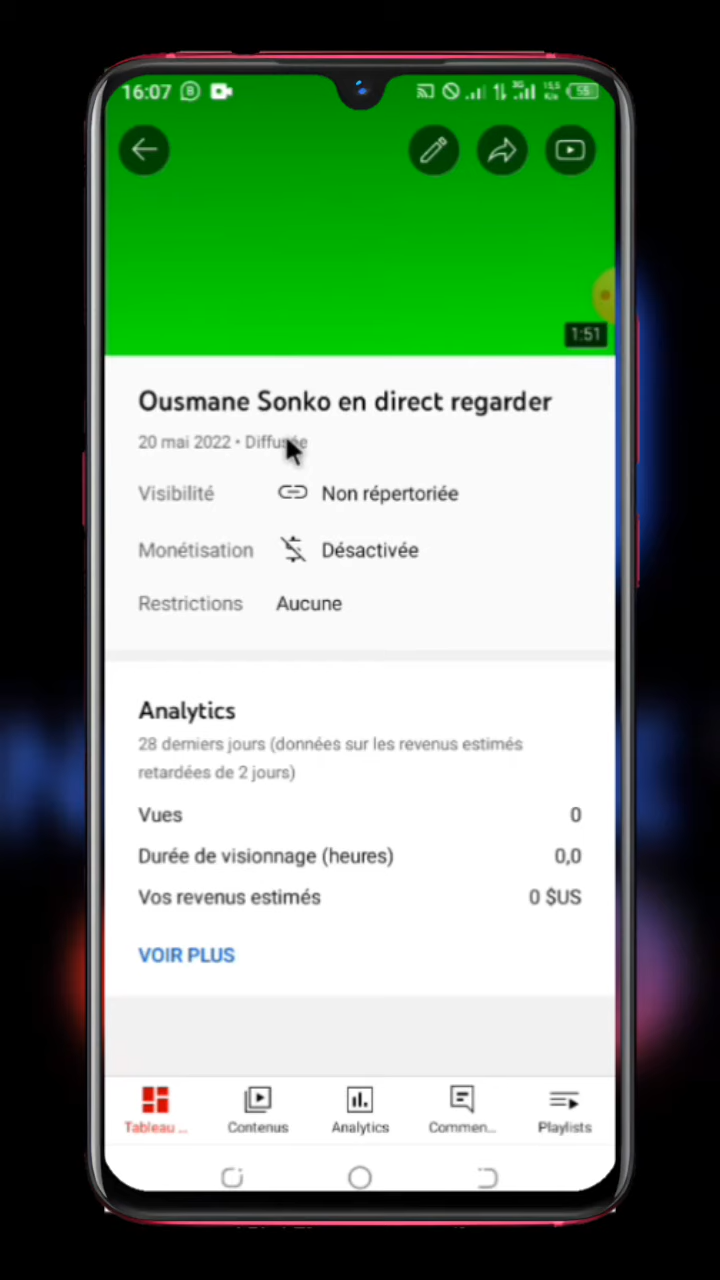 16:07
1:51
Ousmane Sonko en direct regarder
20 mai 2022 • Diffusée
Visibilité Non répertoriée
Monétisation Désactivée
Restrictions Aucune
Analytics
28 derniers jours (données sur les revenus estimés
retardées de 2 jours)
Vues 0
Durée de visionnage (heures) 0,0
Vos revenus estimés 0 $US
VOIR PLUS
Tableau ... Contenus Analytics Commen... Playlists